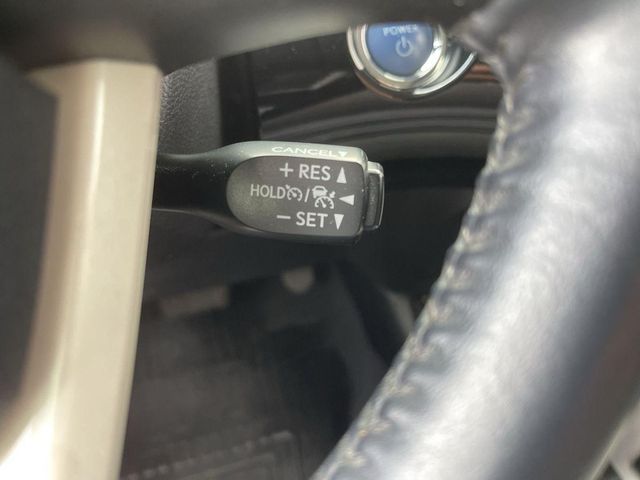 POWER
CANCEL
+ RES
HOLD /
− SET